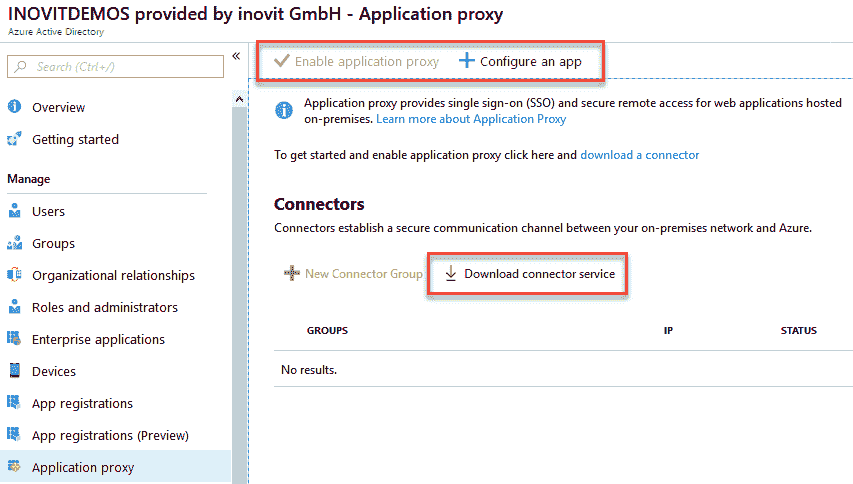 INOVITDEMOS provided by inovit GmbH - Application proxy
Azure Active Directory
Search (Ctrl+/)
«
Overview
Getting started
Manage
Users
Groups
Organizational relationships
Roles and administrators
Enterprise applications
Devices
App registrations
App registrations (Preview)
Application proxy
Enable application proxy
Configure an app
Application proxy provides single sign-on (SSO) and secure remote access for web applications hosted
on-premises. Learn more about Application Proxy
To get started and enable application proxy click here and download a connector
Connectors
Connectors establish a secure communication channel between your on-premises network and Azure.
New Connector Group
Download connector service
GROUPS IP STATUS
No results.